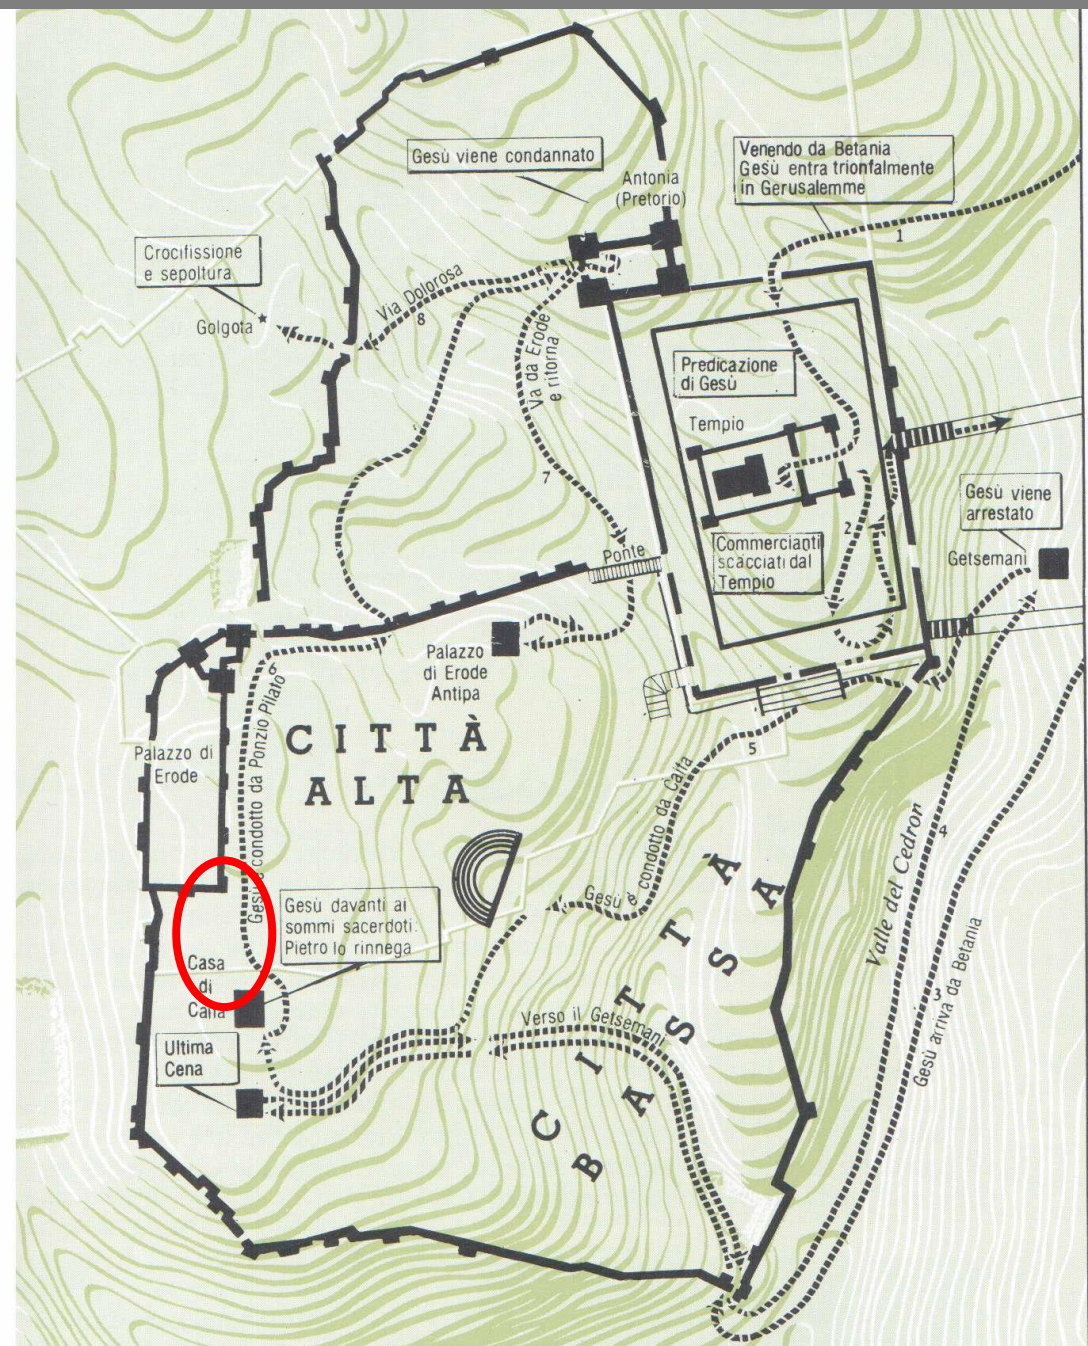 Gesù viene condannato
Antonia
(Pretorio)
Venendo da Betania
Gesù entra trionfalmente
in Gerusalemme
1
Crocifissione
e sepoltura
Golgota
Via Dolorosa
8
Va da Erode
e ritorna
7
Predicazione
di Gesù
Tempio
2
Commercianti
scacciati dal
Tempio
Gesù viene
arrestato
Getsemani
Ponte
Palazzo
di Erode
Antipa
Palazzo di
Erode
CITTÀ
ALTA
Gesù è condotto da Ponzio Pilato
6
5
Gesù è condotto da Caifa
Gesù davanti ai
sommi sacerdoti:
Pietro lo rinnega
Casa
di
Caifa
Ultima
Cena
Verso il Getsemani
CITTÀ
BASSA
Valle del Cedron
4
3
Gesù arriva da Betania